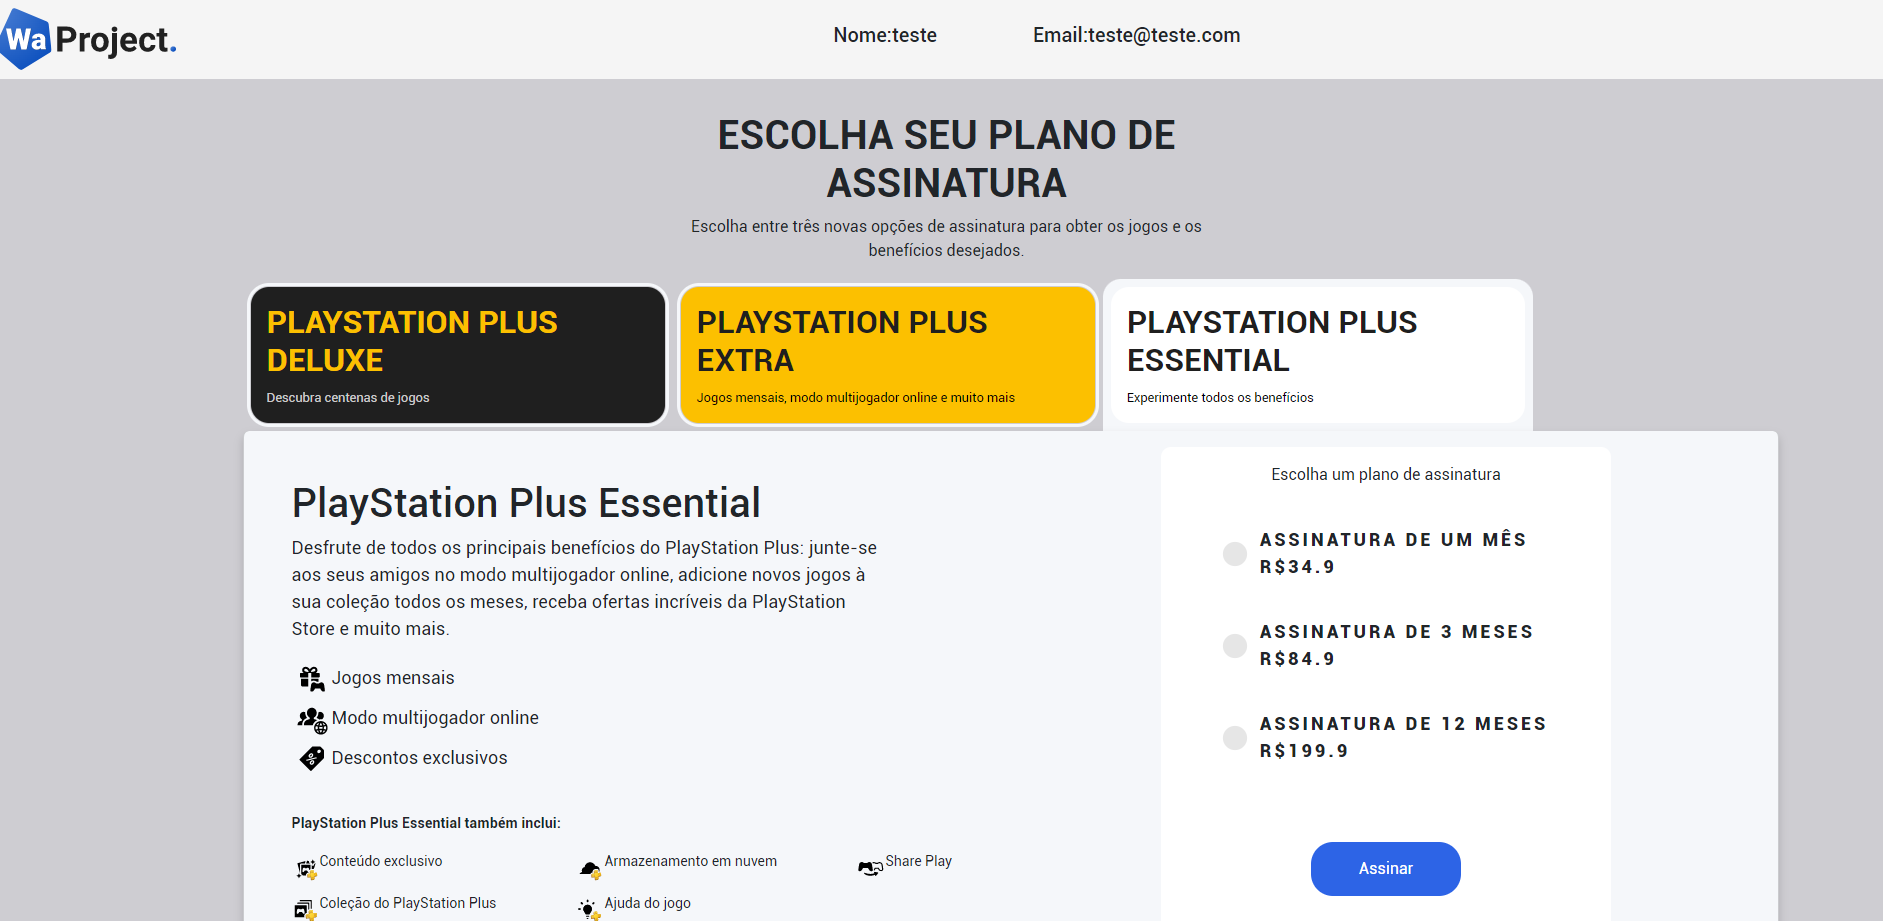 Wa Project.
Nome:teste
Email:teste@teste.com
ESCOLHA SEU PLANO DE
ASSINATURA
Escolha entre três novas opções de assinatura para obter os jogos e os
benefícios desejados.
PLAYSTATION PLUS
DELUXE
Descubra centenas de jogos
PLAYSTATION PLUS
EXTRA
Jogos mensais, modo multijogador online e muito mais
PLAYSTATION PLUS
ESSENTIAL
Experimente todos os benefícios
PlayStation Plus Essential
Desfrute de todos os principais benefícios do PlayStation Plus: junte-se
aos seus amigos no modo multijogador online, adicione novos jogos à
sua coleção todos os meses, receba ofertas incríveis da PlayStation
Store e muito mais.
Jogos mensais
Modo multijogador online
Descontos exclusivos
PlayStation Plus Essential também inclui:
Conteúdo exclusivo
Armazenamento em nuvem
Share Play
Coleção do PlayStation Plus
Ajuda do jogo
Escolha um plano de assinatura
ASSINATURA DE UM MÊS
R$34.9
ASSINATURA DE 3 MESES
R$84.9
ASSINATURA DE 12 MESES
R$199.9
Assinar